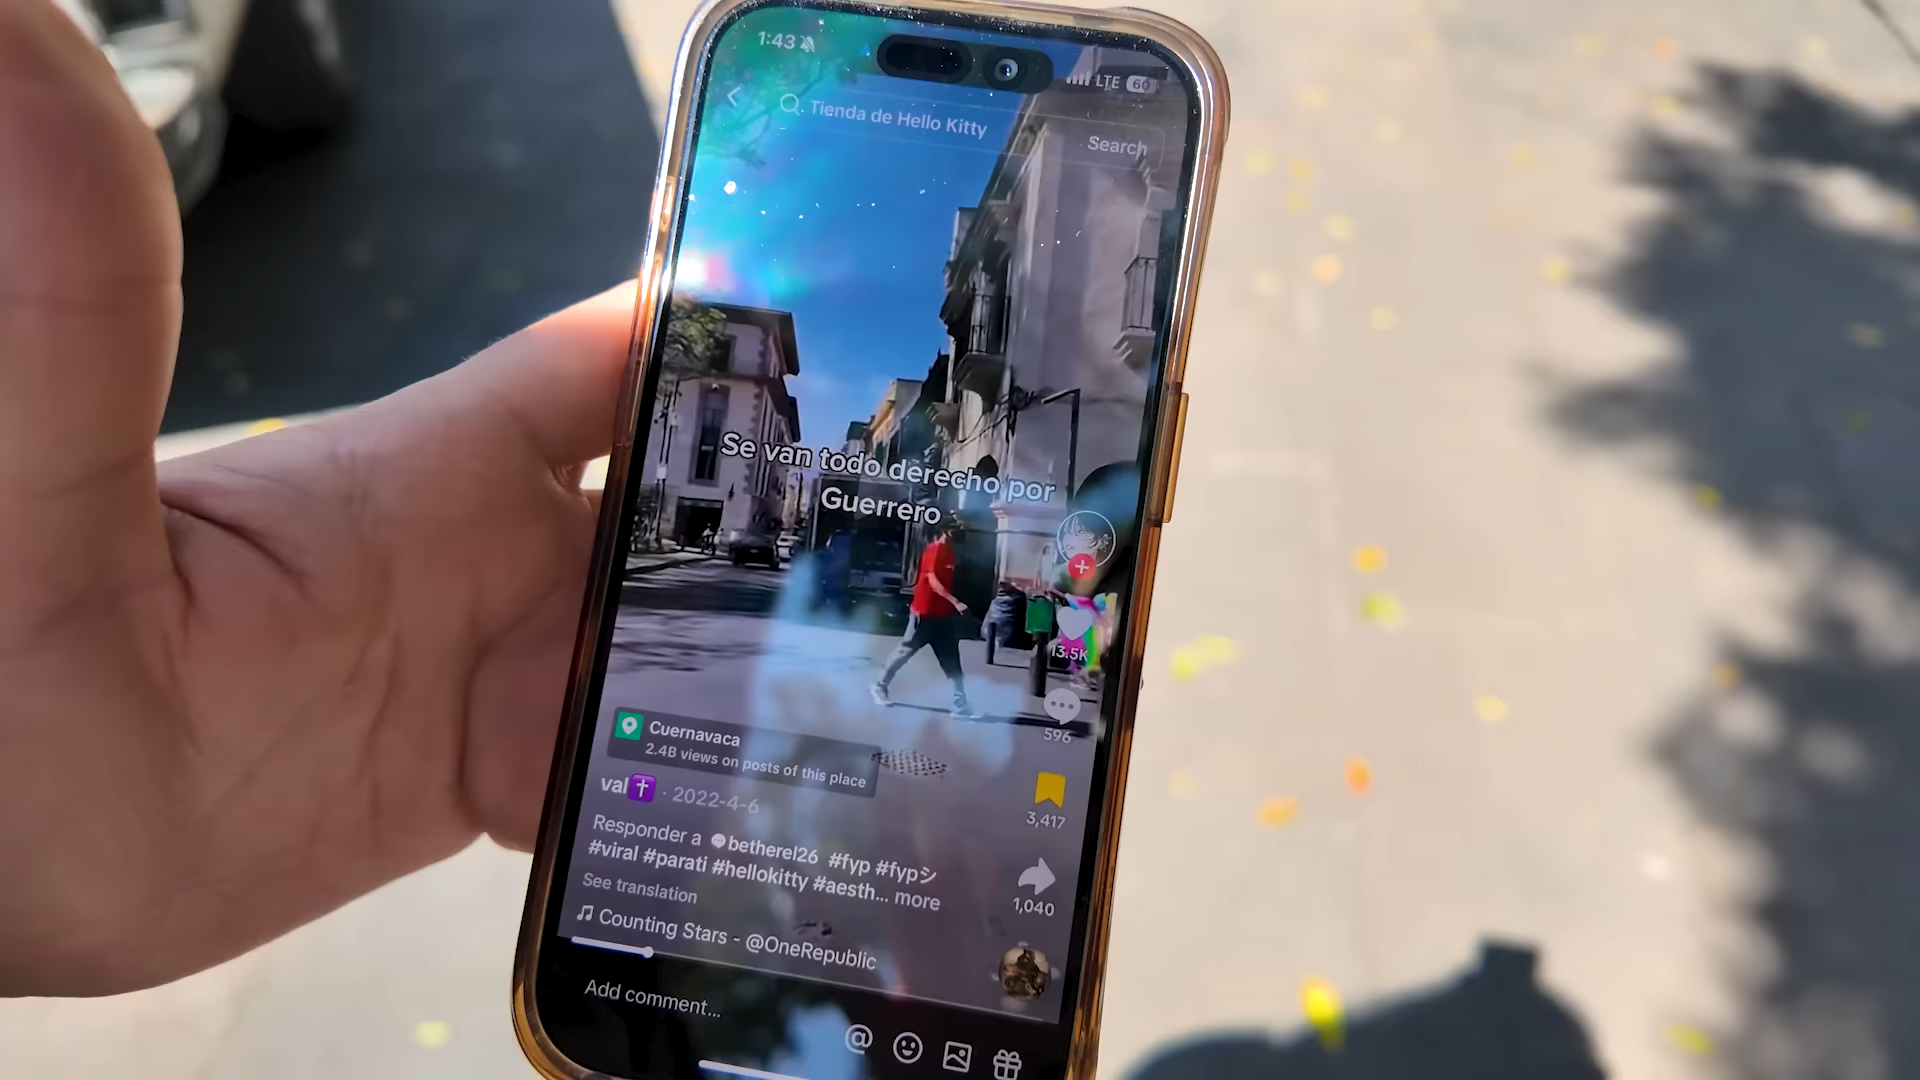 1:43
LTE 60
Tienda de Hello Kitty
Search
Se van todo derecho por
Guerrero
13.5K
596
Cuernavaca
2.4B views on posts of this place
val✝️ · 2022-4-6
3,417
Responder a betherel26 #fyp #fypシ
#viral #parati #hellokitty #aesth... more
See translation
1,040
Counting Stars - @OneRepublic
Add comment...